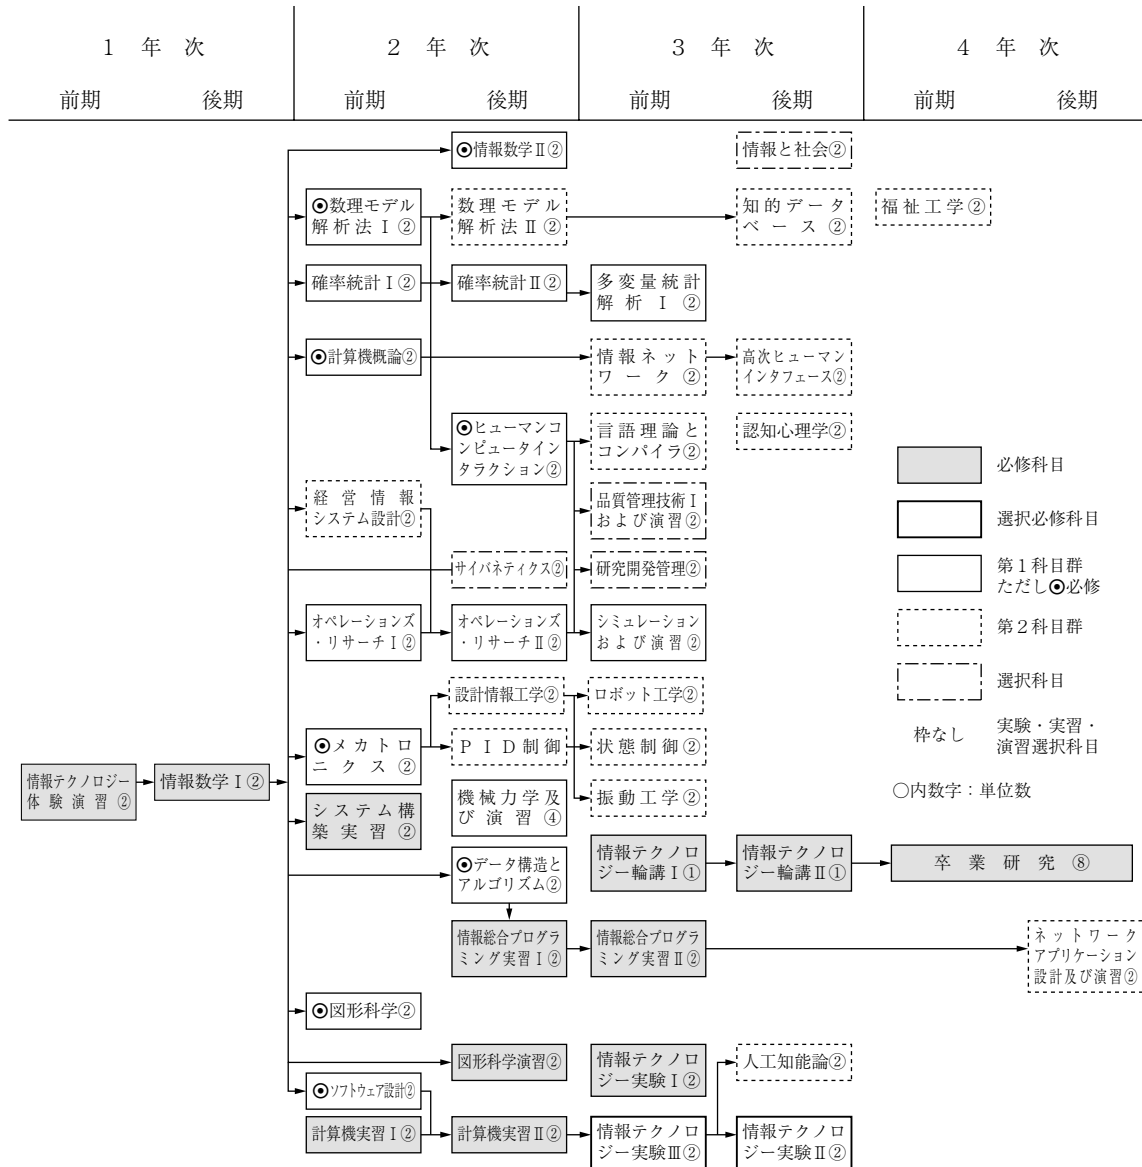 1 年 次
2 年 次
3 年 次
4 年 次
前期
後期
前期
後期
前期
後期
前期
後期
◉情報数学Ⅱ②
情報と社会②
◉数理モデル
解析法Ⅰ②
数理モデル
解析法Ⅱ②
知的データ
ベース②
福祉工学②
確率統計Ⅰ②
確率統計Ⅱ②
多変量統計
解析Ⅰ②
◉計算機概論②
情報ネット
ワーク②
高次ヒューマン
インタフェース②
◉ヒューマンコ
ンピュータイン
タラクション②
言語理論と
コンパイラ②
認知心理学②
必修科目
経営情報
システム設計②
品質管理技術Ⅰ
および演習②
選択必修科目
サイバネティクス②
研究開発管理②
第1科目群
ただし◉必修
オペレーションズ
・リサーチⅠ②
オペレーションズ
・リサーチⅡ②
シミュレーション
および演習②
第2科目群
設計情報工学②
ロボット工学②
選択科目
◉メカトロ
ニクス②
PID制御
状態制御②
枠なし
実験・実習・
演習選択科目
情報テクノロジー
体験演習②
情報数学Ⅰ②
システム構
築実習②
機械力学及
び演習④
振動工学②
○内数字：単位数
◉データ構造と
アルゴリズム②
情報テクノロ
ジー輪講Ⅰ①
情報テクノロ
ジー輪講Ⅱ①
卒業研究⑧
情報総合プログラ
ミング実習Ⅰ②
情報総合プログラ
ミング実習Ⅱ②
ネットワーク
アプリケーション
設計及び演習②
◉図形科学②
図形科学演習②
情報テクノロ
ジー実験Ⅰ②
人工知能論②
◉ソフトウェア設計②
計算機実習Ⅰ②
計算機実習Ⅱ②
情報テクノロ
ジー実験Ⅲ②
情報テクノロ
ジー実験Ⅱ②